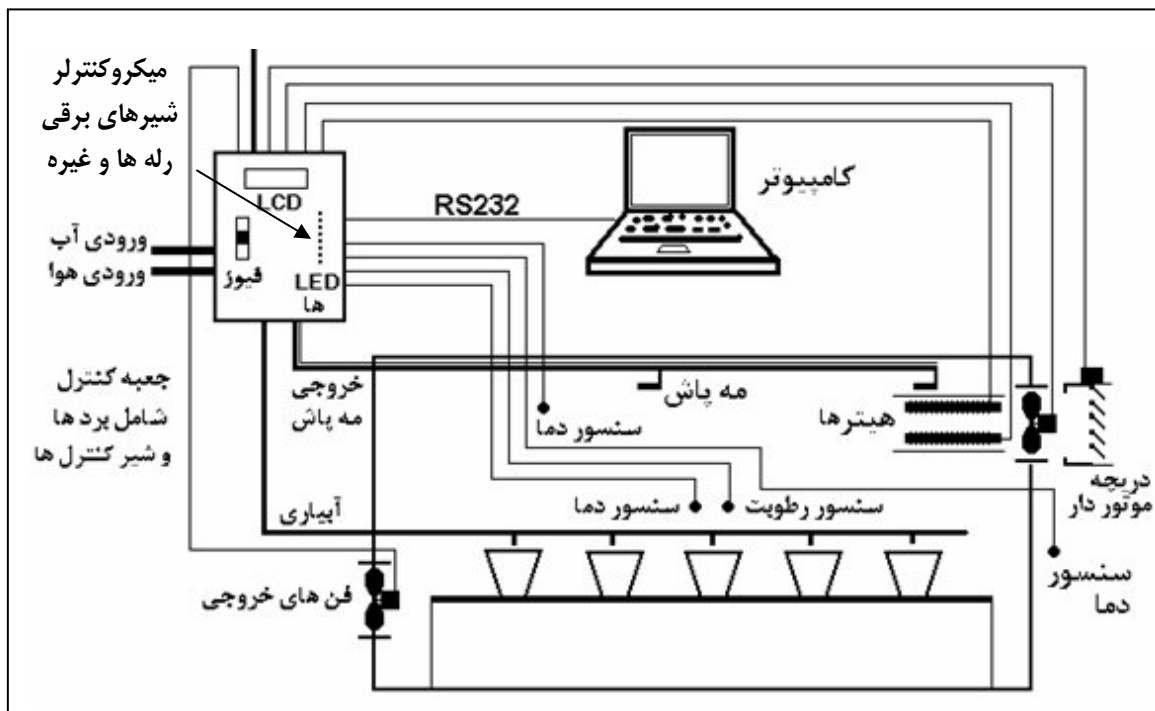 میکروکنترلر
شیرهای برقی
رله ها و غیره
LCD
RS232
کامپیوتر
ورودی آب
ورودی هوا
فیوز
LED
ها
جعبه کنترل
شامل برد ها
و شیر کنترل ها
خروجی
مه پاش
مه پاش
سنسور دما
هیترها
دریچه
موتور دار
آبیاری
سنسور دما
سنسور رطوبت
سنسور
دما
فن های خروجی